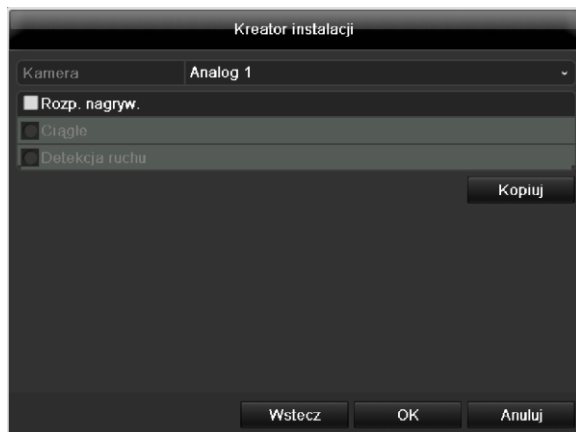 Kreator instalacji
Kamera Analog 1
Rozp. nagryw.
Ciągłe
Detekcja ruchu
Kopiuj
Wstecz OK Anuluj